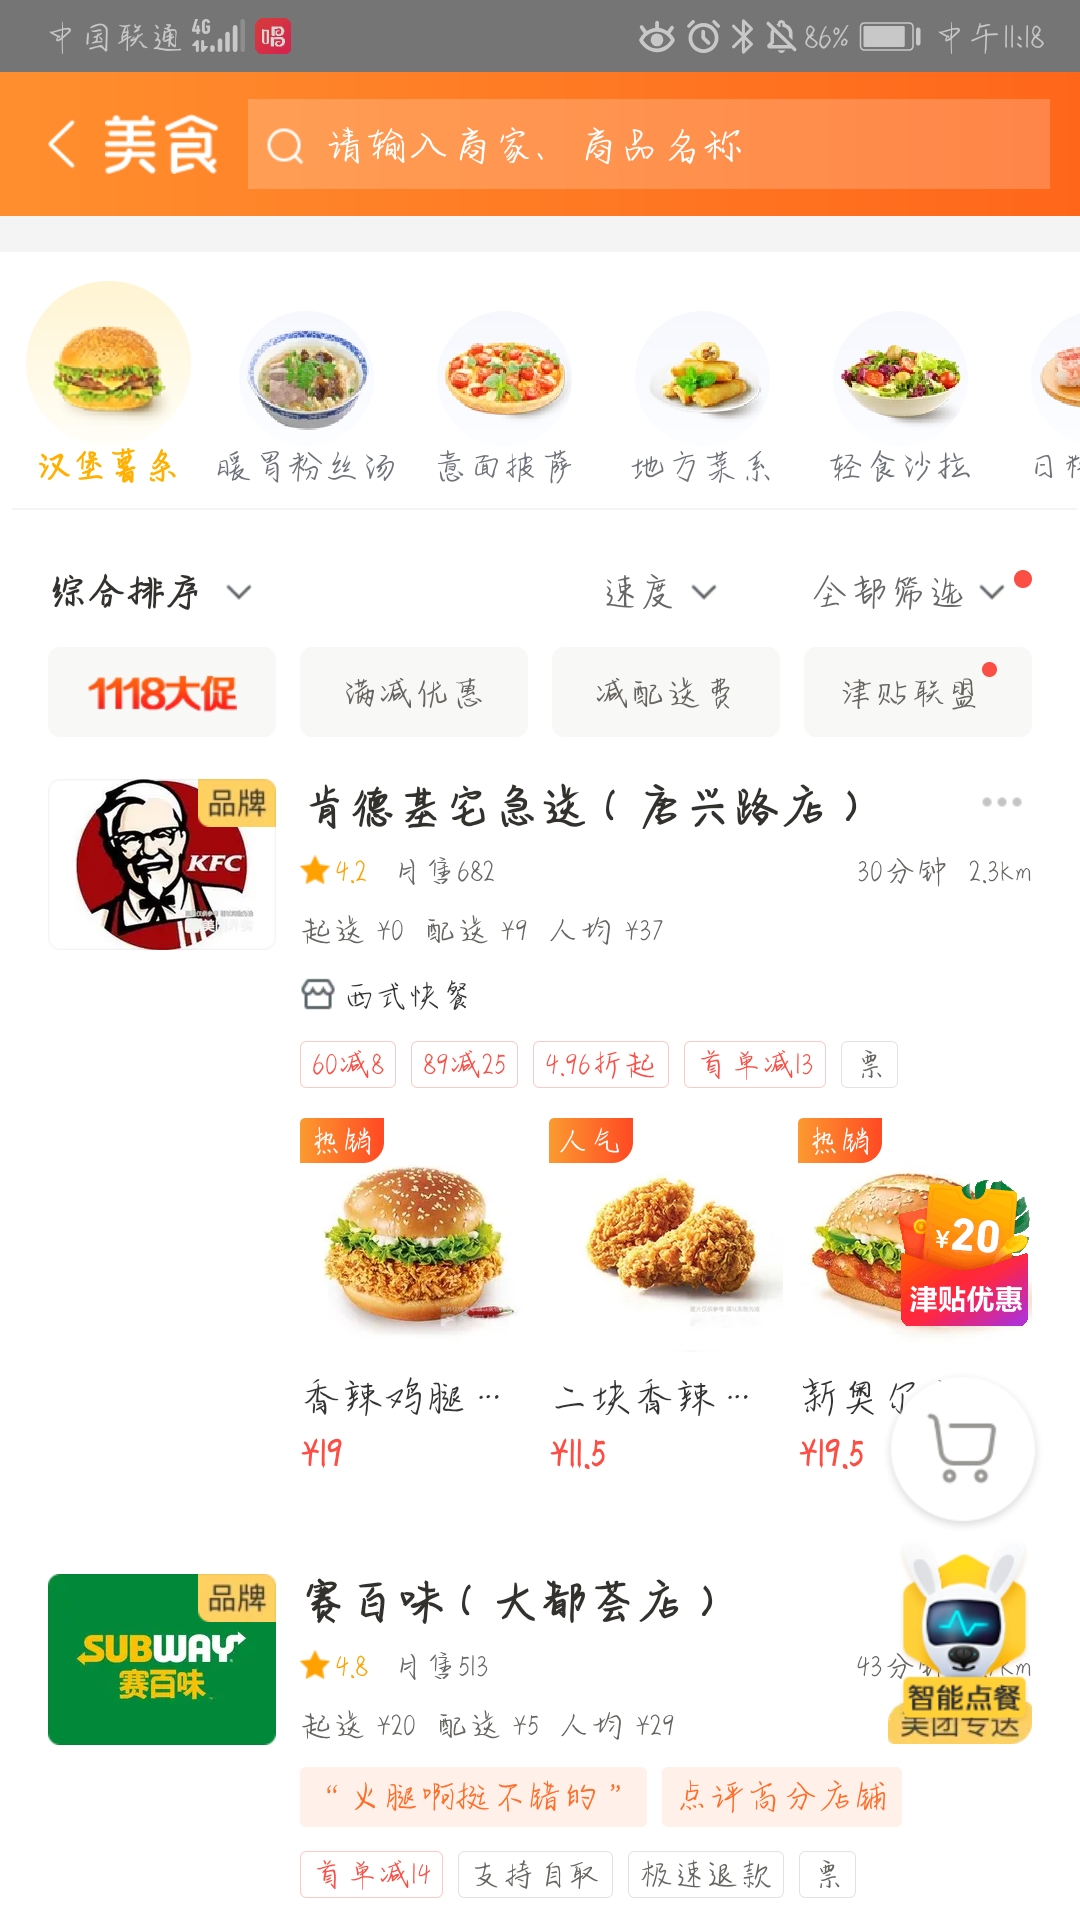 中国联通 4G 唱 86% 中午11:18
美食 请输入商家、商品名称
汉堡薯条 暖胃粉丝汤 意面披萨 地方菜系 轻食沙拉
综合排序 速度 全部筛选
1118大促 满减优惠 减配送费 津贴联盟
品牌
KFC
肯德基宅急送（唐兴路店）
4.2 月售682 30分钟 2.3km
起送 ¥0 配送 ¥9 人均 ¥37
西式快餐
60减8 89减25 4.96折起 首单减13 票
热销 人气 热销
¥20
津贴优惠
香辣鸡腿… 二块香辣… 新奥尔
¥19 ¥11.5 ¥19.5
品牌
SUBWAY
赛百味
赛百味（大都荟店）
4.8 月售513 43分钟 km
智能点餐
起送 ¥20 配送 ¥5 人均 ¥29 美团专送
“火腿啊挺不错的” 点评高分店铺
首单减14 支持自取 极速退款 票